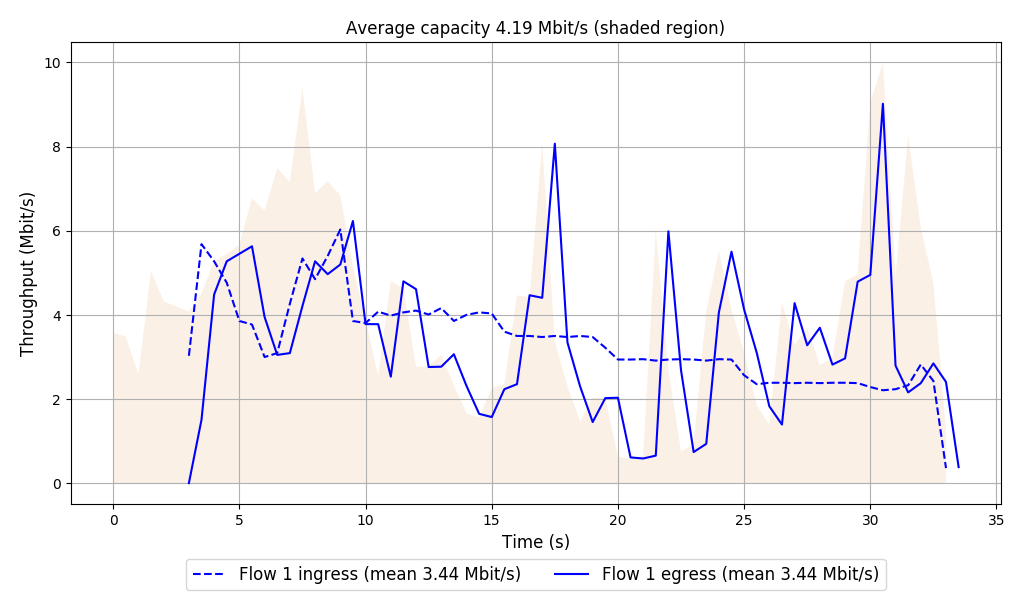 Average capacity 4.19 Mbit/s (shaded region)
Throughput (Mbit/s)
10
8
6
4
2
0
0 5 10 15 20 25 30 35
Time (s)
Flow 1 ingress (mean 3.44 Mbit/s) Flow 1 egress (mean 3.44 Mbit/s)